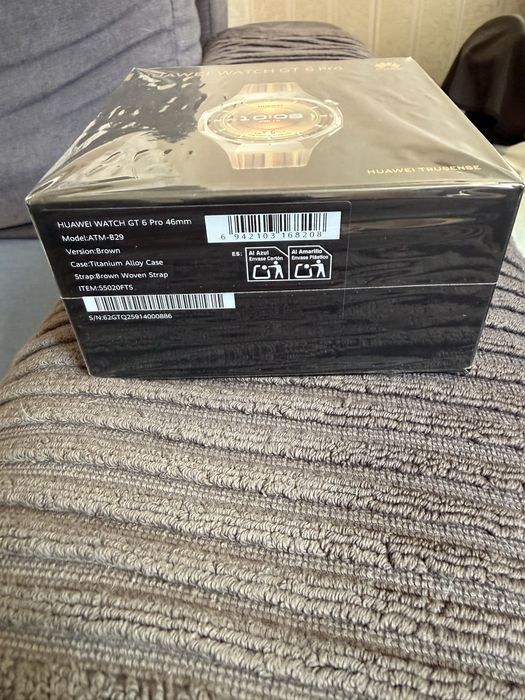 HUAWEI WATCH GT 6 Pro
HUAWEI
HUAWEI TRUSENSE
HUAWEI WATCH GT 6 Pro 46mm
Model:ATM-B29
Version:Brown
Case:Titanium Alloy Case
Strap:Brown Woven Strap
ITEM:55020FTS
S/N:62GTQ25914000886
6 942103 168208
ES:
Al Azul
Envase Cartón
Al Amarillo
Envase Plástico